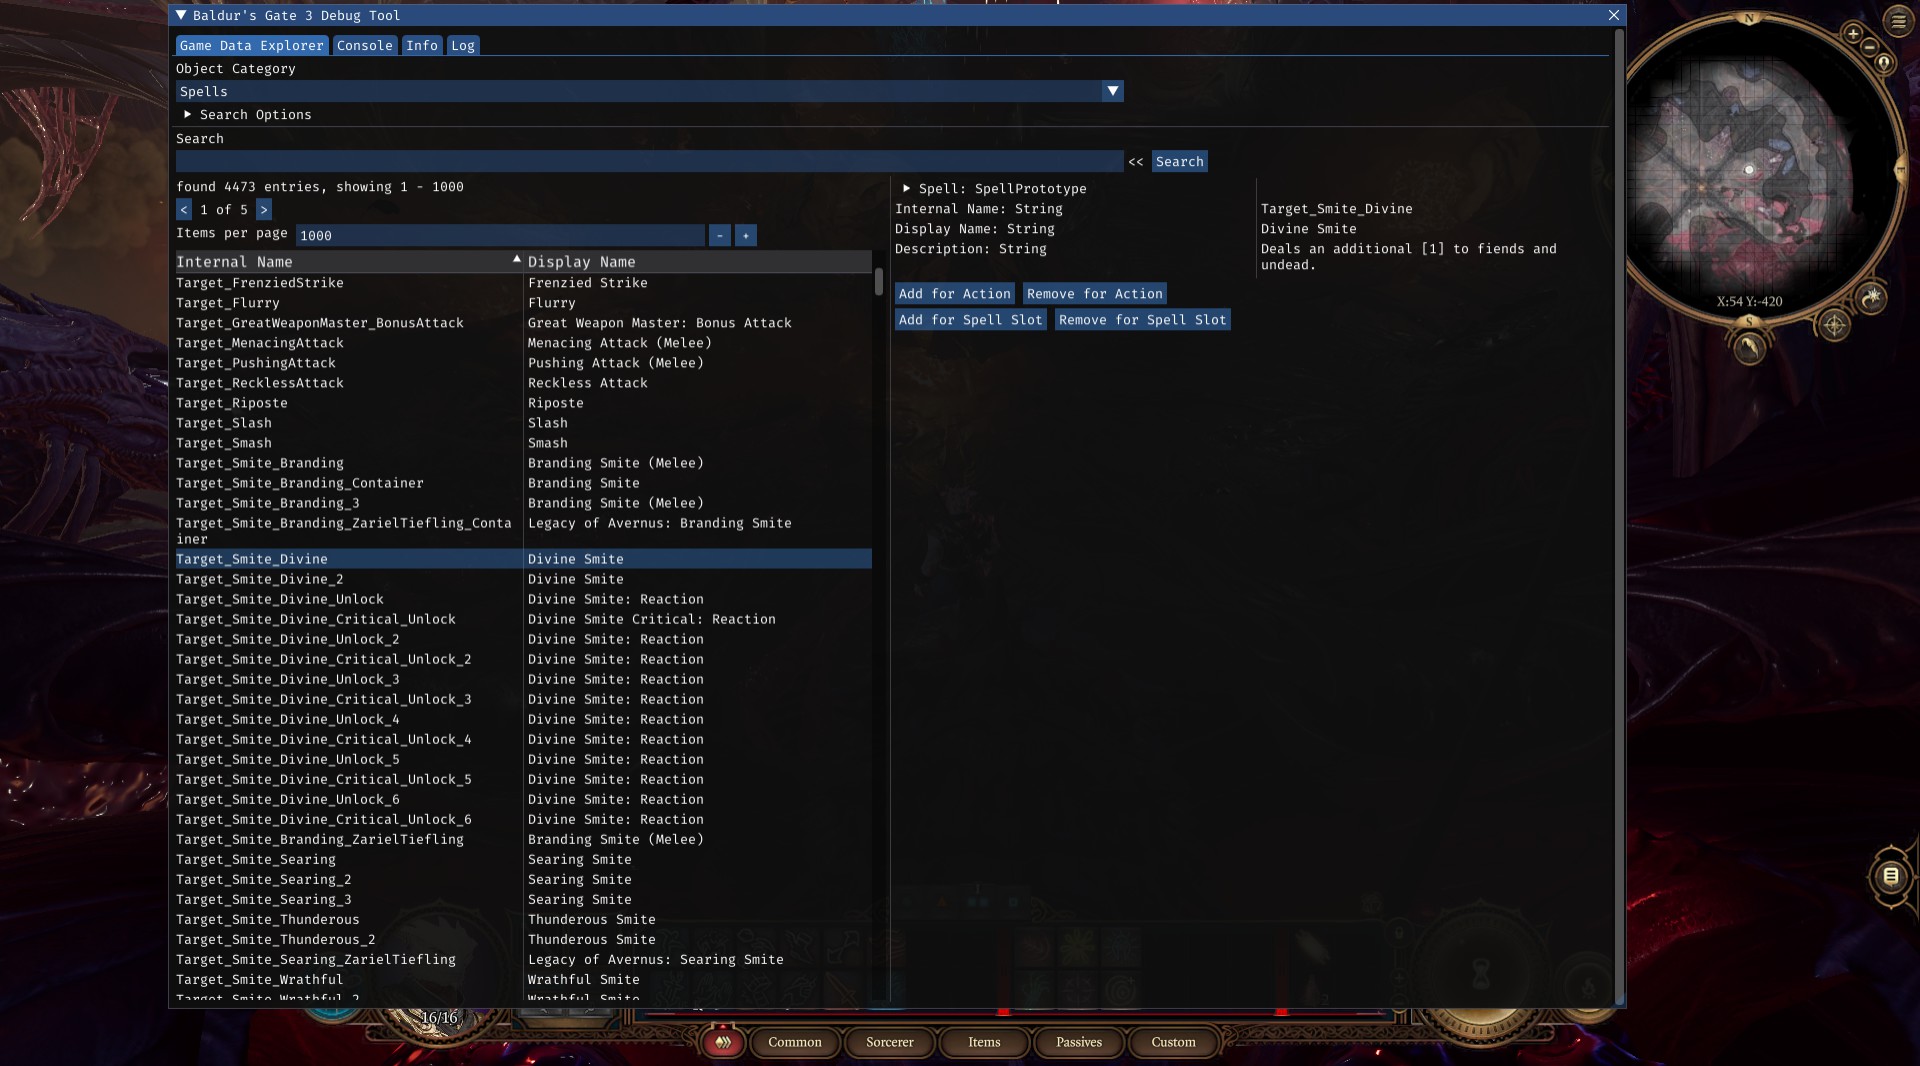 Baldur's Gate 3 Debug Tool
Game Data Explorer Console Info Log
Object Category
Spells
Search Options
Search
<< Search
found 4473 entries, showing 1 - 1000
< 1 of 5 >
Items per page 1000 - +
Internal Name Display Name
Target_FrenziedStrike Frenzied Strike
Target_Flurry Flurry
Target_GreatWeaponMaster_BonusAttack Great Weapon Master: Bonus Attack
Target_MenacingAttack Menacing Attack (Melee)
Target_PushingAttack Pushing Attack (Melee)
Target_RecklessAttack Reckless Attack
Target_Riposte Riposte
Target_Slash Slash
Target_Smash Smash
Target_Smite_Branding Branding Smite (Melee)
Target_Smite_Branding_Container Branding Smite
Target_Smite_Branding_3 Branding Smite (Melee)
Target_Smite_Branding_ZarielTiefling_Conta Legacy of Avernus: Branding Smite
iner
Target_Smite_Divine Divine Smite
Target_Smite_Divine_2 Divine Smite
Target_Smite_Divine_Unlock Divine Smite: Reaction
Target_Smite_Divine_Critical_Unlock Divine Smite Critical: Reaction
Target_Smite_Divine_Unlock_2 Divine Smite: Reaction
Target_Smite_Divine_Critical_Unlock_2 Divine Smite: Reaction
Target_Smite_Divine_Unlock_3 Divine Smite: Reaction
Target_Smite_Divine_Critical_Unlock_3 Divine Smite: Reaction
Target_Smite_Divine_Unlock_4 Divine Smite: Reaction
Target_Smite_Divine_Critical_Unlock_4 Divine Smite: Reaction
Target_Smite_Divine_Unlock_5 Divine Smite: Reaction
Target_Smite_Divine_Critical_Unlock_5 Divine Smite: Reaction
Target_Smite_Divine_Unlock_6 Divine Smite: Reaction
Target_Smite_Divine_Critical_Unlock_6 Divine Smite: Reaction
Target_Smite_Branding_ZarielTiefling Branding Smite (Melee)
Target_Smite_Searing Searing Smite
Target_Smite_Searing_2 Searing Smite
Target_Smite_Searing_3 Searing Smite
Target_Smite_Thunderous Thunderous Smite
Target_Smite_Thunderous_2 Thunderous Smite
Target_Smite_Searing_ZarielTiefling Legacy of Avernus: Searing Smite
Target_Smite_Wrathful Wrathful Smite
Target_Smite_Wrathful_2 Wrathful Smite
Spell: SpellPrototype
Internal Name: String Target_Smite_Divine
Display Name: String Divine Smite
Description: String Deals an additional [1] to fiends and
undead.
Add for Action Remove for Action
Add for Spell Slot Remove for Spell Slot
N
E
X:54 Y:-420
S
16/16
Common Sorcerer Items Passives Custom